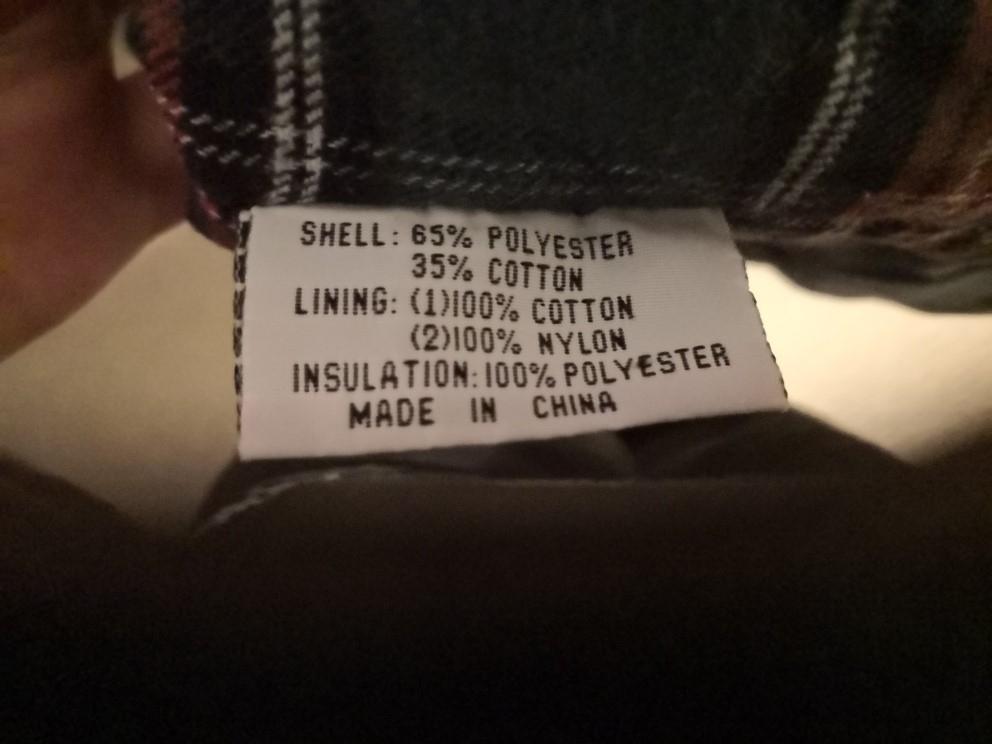 SHELL: 65% POLYESTER
35% COTTON
LINING: (1)100% COTTON
(2)100% NYLON
INSULATION: 100% POLYESTER
MADE IN CHINA